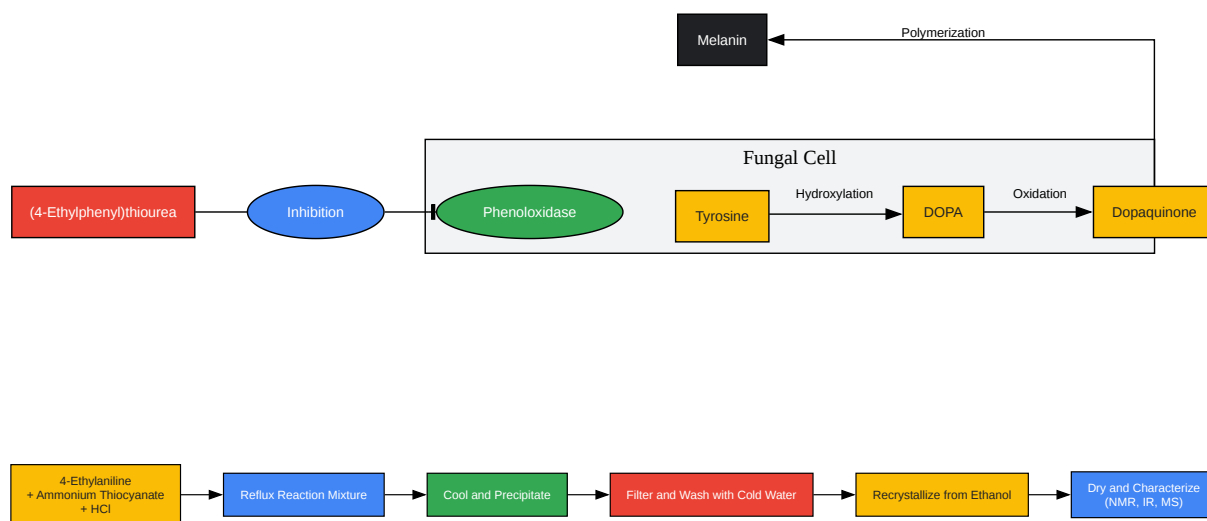 Melanin
Polymerization
Fungal Cell
(4-Ethylphenyl)thiourea
Inhibition
Phenoloxidase
Tyrosine
Hydroxylation
DOPA
Oxidation
Dopaquinone
4-Ethylaniline
+ Ammonium Thiocyanate
+ HCl
Reflux Reaction Mixture
Cool and Precipitate
Filter and Wash with Cold Water
Recrystallize from Ethanol
Dry and Characterize
(NMR, IR, MS)